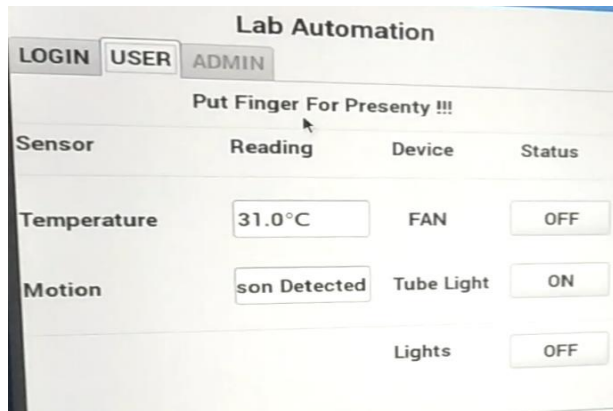 Lab Automation
LOGIN USER ADMIN
Put Finger For Presenty !!!
Sensor Reading Device Status
Temperature 31.0°C FAN OFF
Motion son Detected Tube Light ON
Lights OFF